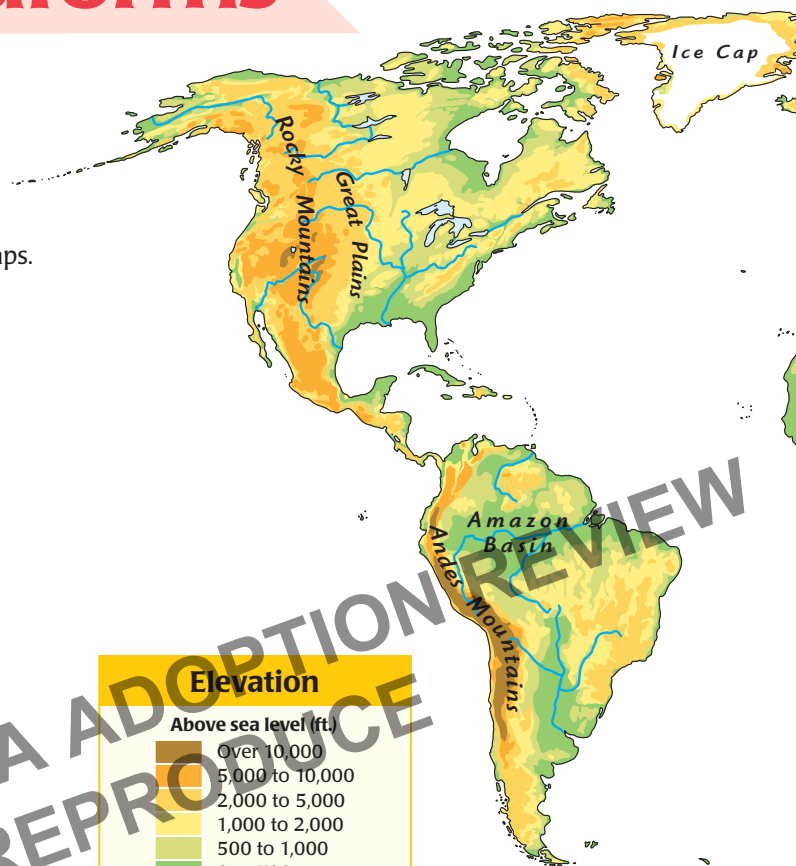 Ice Cap
aps.
Rocky Mountains
Great Plains
Amazon
Basin
Andes Mountains
A ADOPTION REVIEW
REPRODUCE
Elevation
Above sea level (ft.)
Over 10,000
5,000 to 10,000
2,000 to 5,000
1,000 to 2,000
500 to 1,000